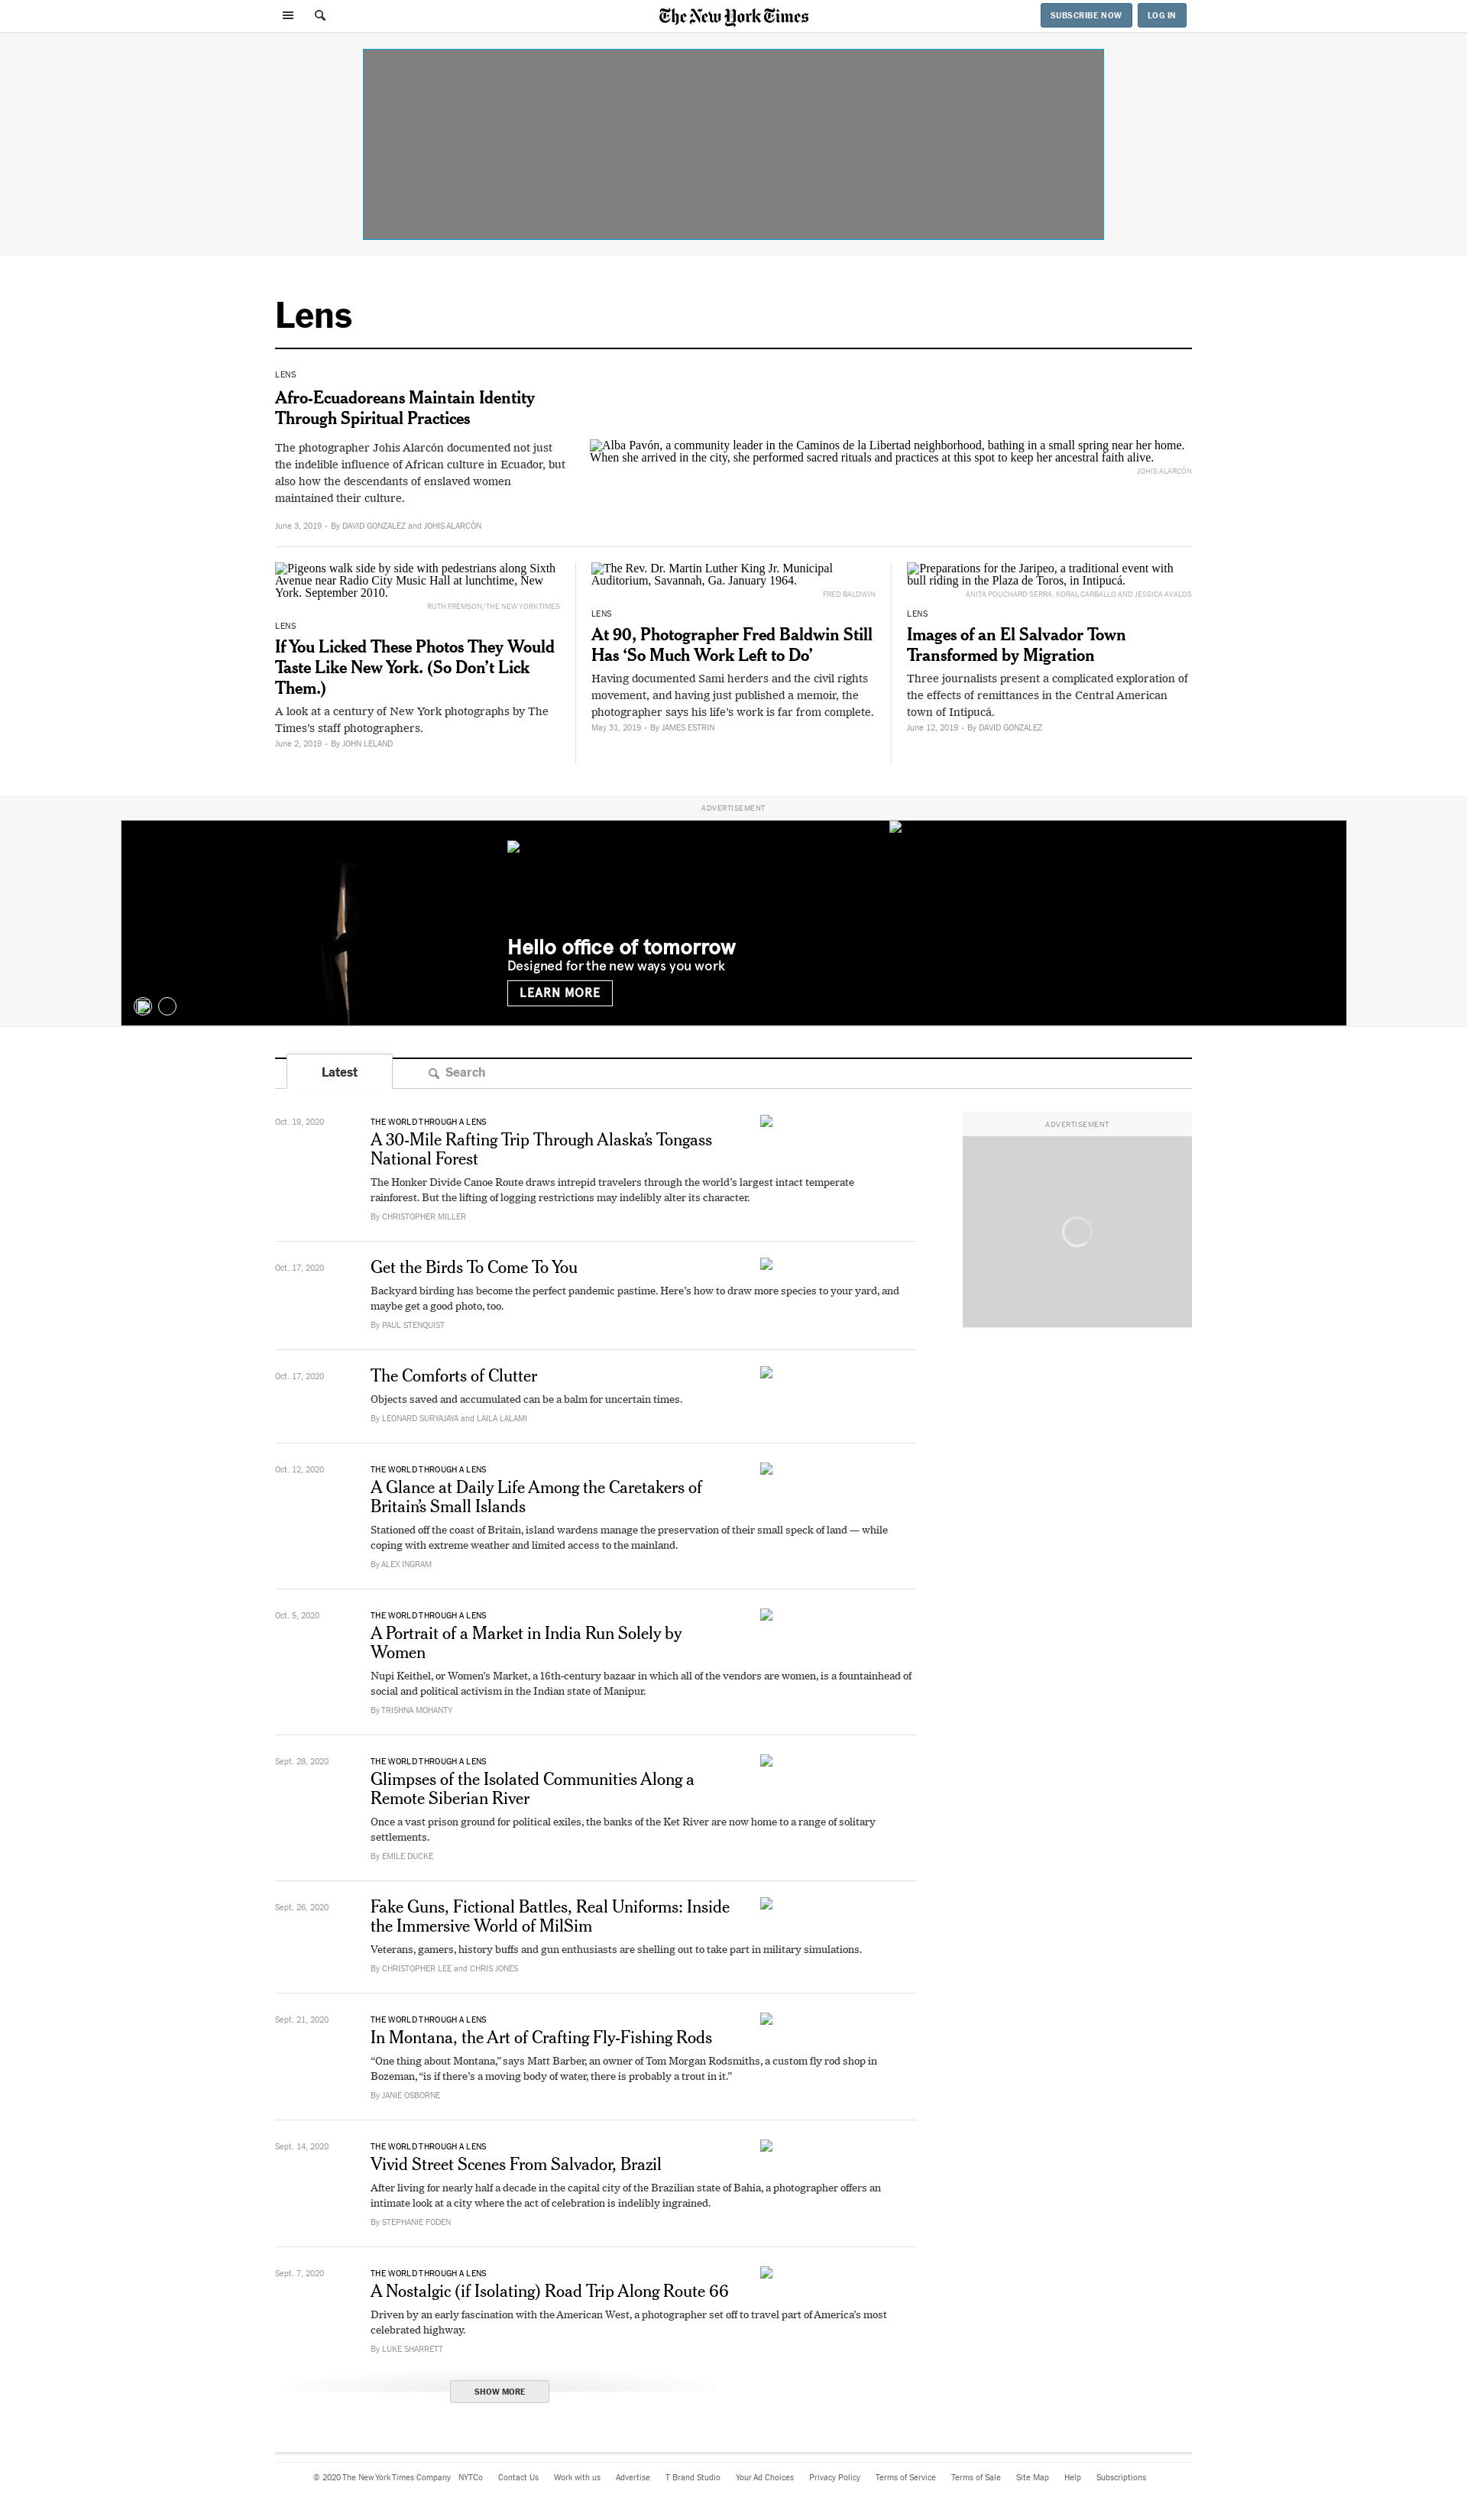 The New York Times
SUBSCRIBE NOW
LOG IN
Lens
LENS
Afro-Ecuadoreans Maintain Identity
Through Spiritual Practices
The photographer Johis Alarcón documented not just
the indelible influence of African culture in Ecuador, but
also how the descendants of enslaved women
maintained their culture.
June 3, 2019 • By DAVID GONZALEZ and JOHIS ALARCÓN
Alba Pavón, a community leader in the Caminos de la Libertad neighborhood, bathing in a small spring near her home.
When she arrived in the city, she performed sacred rituals and practices at this spot to keep her ancestral faith alive.
JOHIS ALARCÓN
Pigeons walk side by side with pedestrians along Sixth
Avenue near Radio City Music Hall at lunchtime, New
York. September 2010.
RUTH FREMSON/THE NEW YORK TIMES
LENS
If You Licked These Photos They Would
Taste Like New York. (So Don’t Lick
Them.)
A look at a century of New York photographs by The
Times’s staff photographers.
June 2, 2019 • By JOHN LELAND
The Rev. Dr. Martin Luther King Jr. Municipal
Auditorium, Savannah, Ga. January 1964.
FRED BALDWIN
LENS
At 90, Photographer Fred Baldwin Still
Has ‘So Much Work Left to Do’
Having documented Sami herders and the civil rights
movement, and having just published a memoir, the
photographer says his life’s work is far from complete.
May 31, 2019 • By JAMES ESTRIN
Preparations for the Jaripeo, a traditional event with
bull riding in the Plaza de Toros, in Intipucá.
ANITA POUCHARD SERRA, KORAL CARBALLO AND JESSICA AVALOS
LENS
Images of an El Salvador Town
Transformed by Migration
Three journalists present a complicated exploration of
the effects of remittances in the Central American
town of Intipucá.
June 12, 2019 • By DAVID GONZALEZ
ADVERTISEMENT
Hello office of tomorrow
Designed for the new ways you work
LEARN MORE
Latest
Search
ADVERTISEMENT
Oct. 19, 2020
THE WORLD THROUGH A LENS
A 30-Mile Rafting Trip Through Alaska’s Tongass
National Forest
The Honker Divide Canoe Route draws intrepid travelers through the world’s largest intact temperate
rainforest. But the lifting of logging restrictions may indelibly alter its character.
By CHRISTOPHER MILLER
Oct. 17, 2020
Get the Birds To Come To You
Backyard birding has become the perfect pandemic pastime. Here’s how to draw more species to your yard, and
maybe get a good photo, too.
By PAUL STENQUIST
Oct. 17, 2020
The Comforts of Clutter
Objects saved and accumulated can be a balm for uncertain times.
By LEONARD SURYAJAYA and LAILA LALAMI
Oct. 12, 2020
THE WORLD THROUGH A LENS
A Glance at Daily Life Among the Caretakers of
Britain’s Small Islands
Stationed off the coast of Britain, island wardens manage the preservation of their small speck of land — while
coping with extreme weather and limited access to the mainland.
By ALEX INGRAM
Oct. 5, 2020
THE WORLD THROUGH A LENS
A Portrait of a Market in India Run Solely by
Women
Nupi Keithel, or Women’s Market, a 16th-century bazaar in which all of the vendors are women, is a fountainhead of
social and political activism in the Indian state of Manipur.
By TRISHNA MOHANTY
Sept. 28, 2020
THE WORLD THROUGH A LENS
Glimpses of the Isolated Communities Along a
Remote Siberian River
Once a vast prison ground for political exiles, the banks of the Ket River are now home to a range of solitary
settlements.
By EMILE DUCKE
Sept. 26, 2020
Fake Guns, Fictional Battles, Real Uniforms: Inside
the Immersive World of MilSim
Veterans, gamers, history buffs and gun enthusiasts are shelling out to take part in military simulations.
By CHRISTOPHER LEE and CHRIS JONES
Sept. 21, 2020
THE WORLD THROUGH A LENS
In Montana, the Art of Crafting Fly-Fishing Rods
“One thing about Montana,” says Matt Barber, an owner of Tom Morgan Rodsmiths, a custom fly rod shop in
Bozeman, “is if there’s a moving body of water, there is probably a trout in it.”
By JANIE OSBORNE
Sept. 14, 2020
THE WORLD THROUGH A LENS
Vivid Street Scenes From Salvador, Brazil
After living for nearly half a decade in the capital city of the Brazilian state of Bahia, a photographer offers an
intimate look at a city where the act of celebration is indelibly ingrained.
By STEPHANIE FODEN
Sept. 7, 2020
THE WORLD THROUGH A LENS
A Nostalgic (if Isolating) Road Trip Along Route 66
Driven by an early fascination with the American West, a photographer set off to travel part of America’s most
celebrated highway.
By LUKE SHARRETT
SHOW MORE
© 2020 The New York Times Company NYTCo Contact Us Work with us Advertise T Brand Studio Your Ad Choices Privacy Policy Terms of Service Terms of Sale Site Map Help Subscriptions